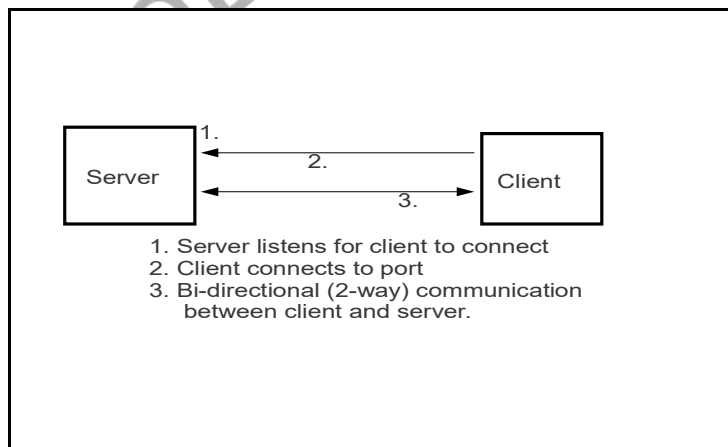 1.
2.
Server
Client
3.
1. Server listens for client to connect
2. Client connects to port
3. Bi-directional (2-way) communication
between client and server.